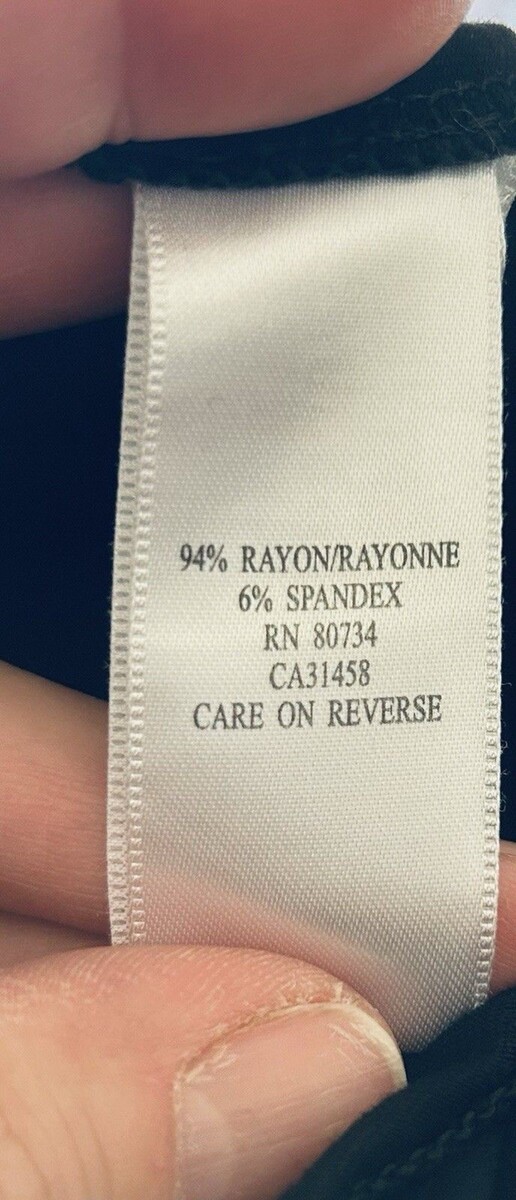 94% RAYON/RAYONNE
6% SPANDEX
RN 80734
CA31458
CARE ON REVERSE